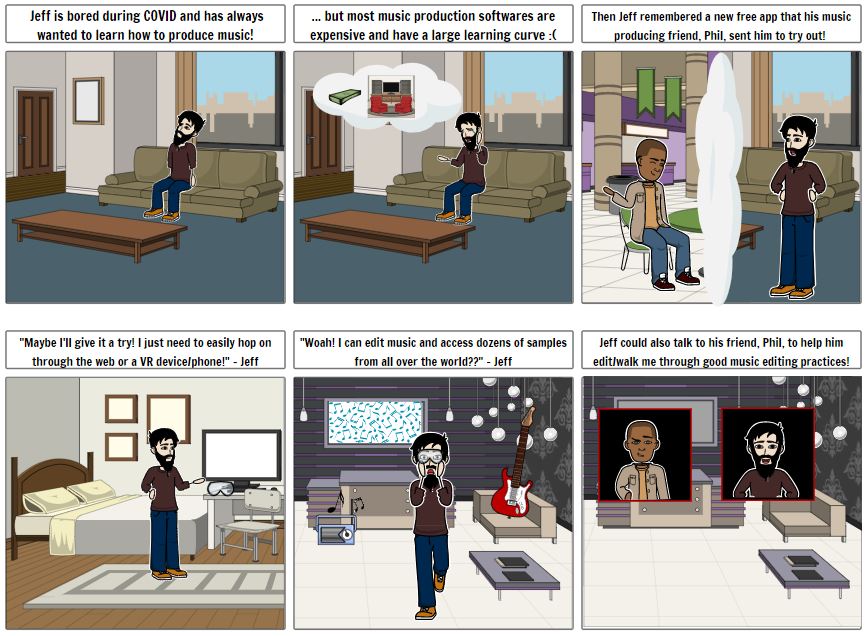 Jeff is bored during COVID and has always
wanted to learn how to produce music!
... but most music production softwares are
expensive and have a large learning curve :(
Then Jeff remembered a new free app that his music
producing friend, Phil, sent him to try out!
"Maybe I'll give it a try! I just need to easily hop on
through the web or a VR device/phone!" - Jeff
"Woah! I can edit music and access dozens of samples
from all over the world??" - Jeff
Jeff could also talk to his friend, Phil, to help him
edit/walk me through good music editing practices!